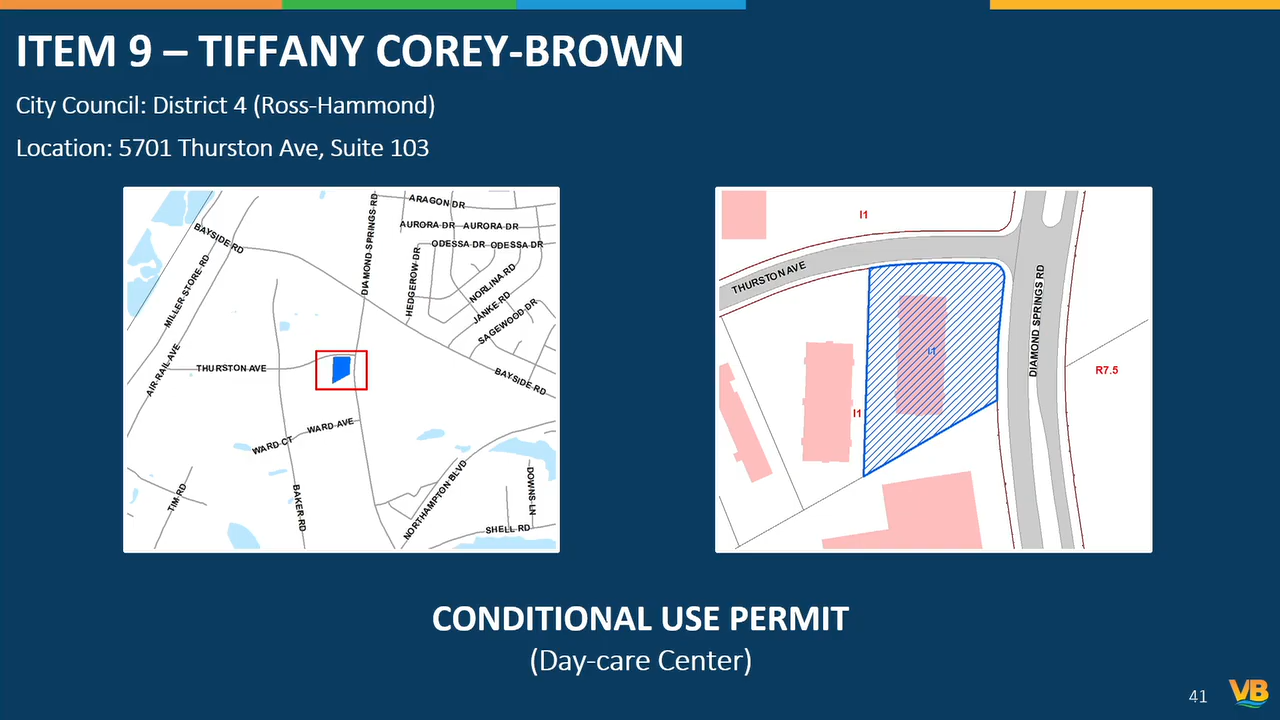 ITEM 9 – TIFFANY COREY-BROWN
City Council: District 4 (Ross-Hammond)
Location: 5701 Thurston Ave, Suite 103
ARAGON DR
AURORA DR
AURORA DR
ODESSA DR
ODESSA DR
BAYSIDE RD
DIAMOND SPRINGS RD
HEDGEROW DR
NORLINA RD
JANKE RD
SAGEWOOD DR
MILLER STORE RD
AIR RAIL AVE
THURSTON AVE
BAYSIDE RD
WARD AVE
WARD CT
TIM RD
BAKER RD
NORTHAMPTON BLVD
DOWNS LN
SHELL RD
I1
THURSTON AVE
DIAMOND SPRINGS RD
I1
R7.5
I1
CONDITIONAL USE PERMIT
(Day-care Center)
41
VB